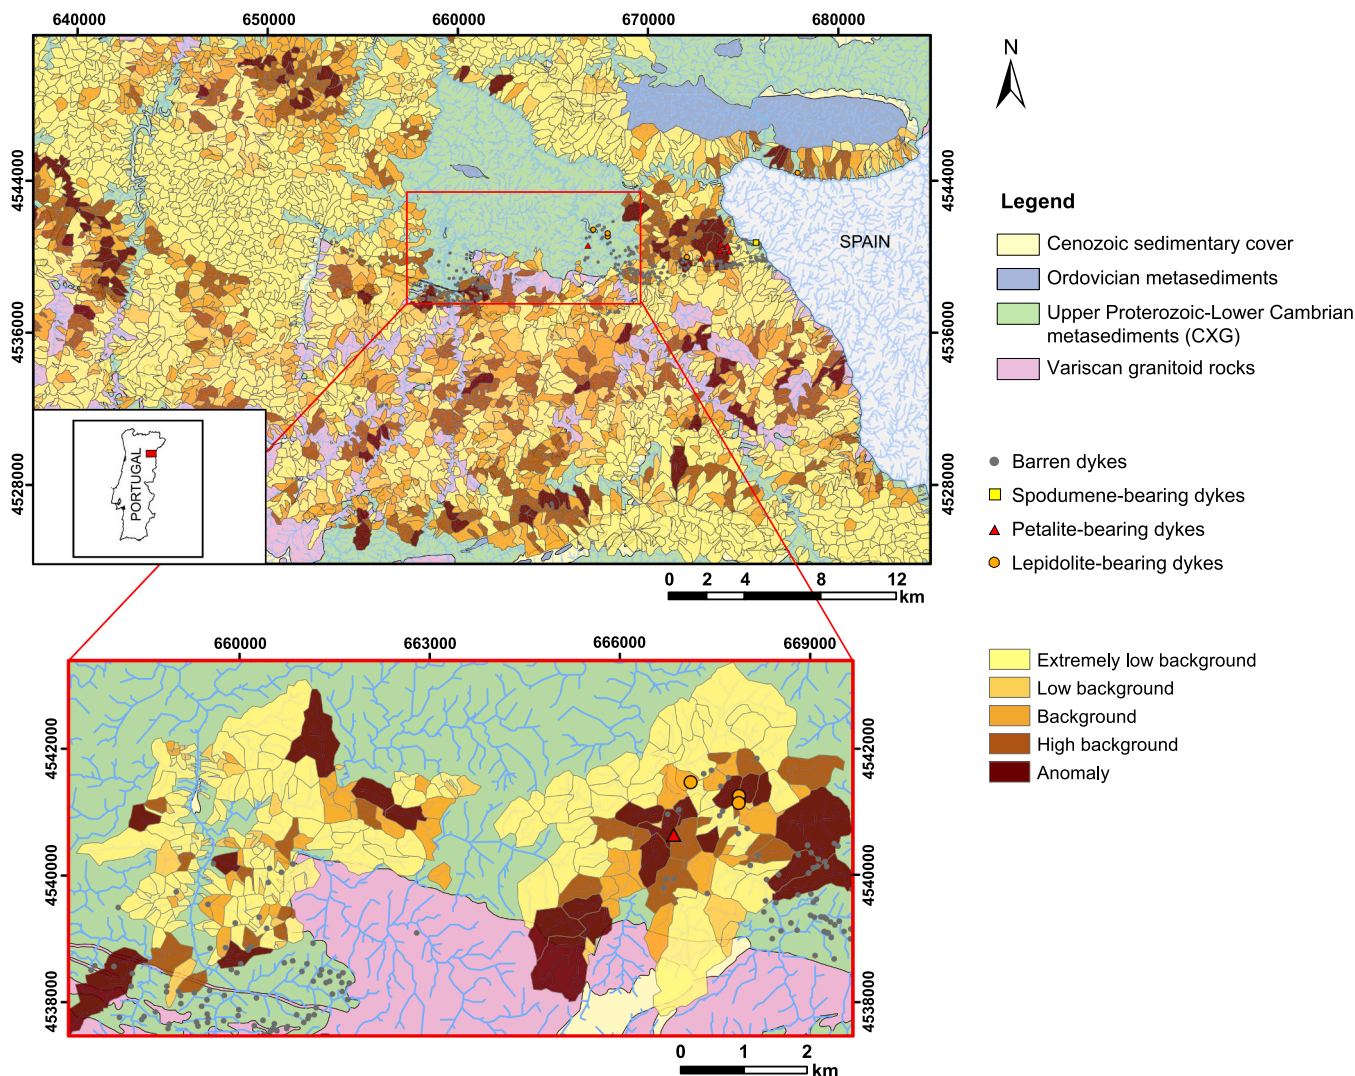 640000 650000 660000 670000 680000
N
4544000 4544000
SPAIN
4536000 4536000
4528000 4528000
PORTUGAL
0 2 4 8 12
km
Legend
Cenozoic sedimentary cover
Ordovician metasediments
Upper Proterozoic-Lower Cambrian
metasediments (CXG)
Variscan granitoid rocks
Barren dykes
Spodumene-bearing dykes
Petalite-bearing dykes
Lepidolite-bearing dykes
Extremely low background
Low background
Background
High background
Anomaly
660000 663000 666000 669000
4542000 4542000
4540000 4540000
4538000 4538000
0 1 2
km